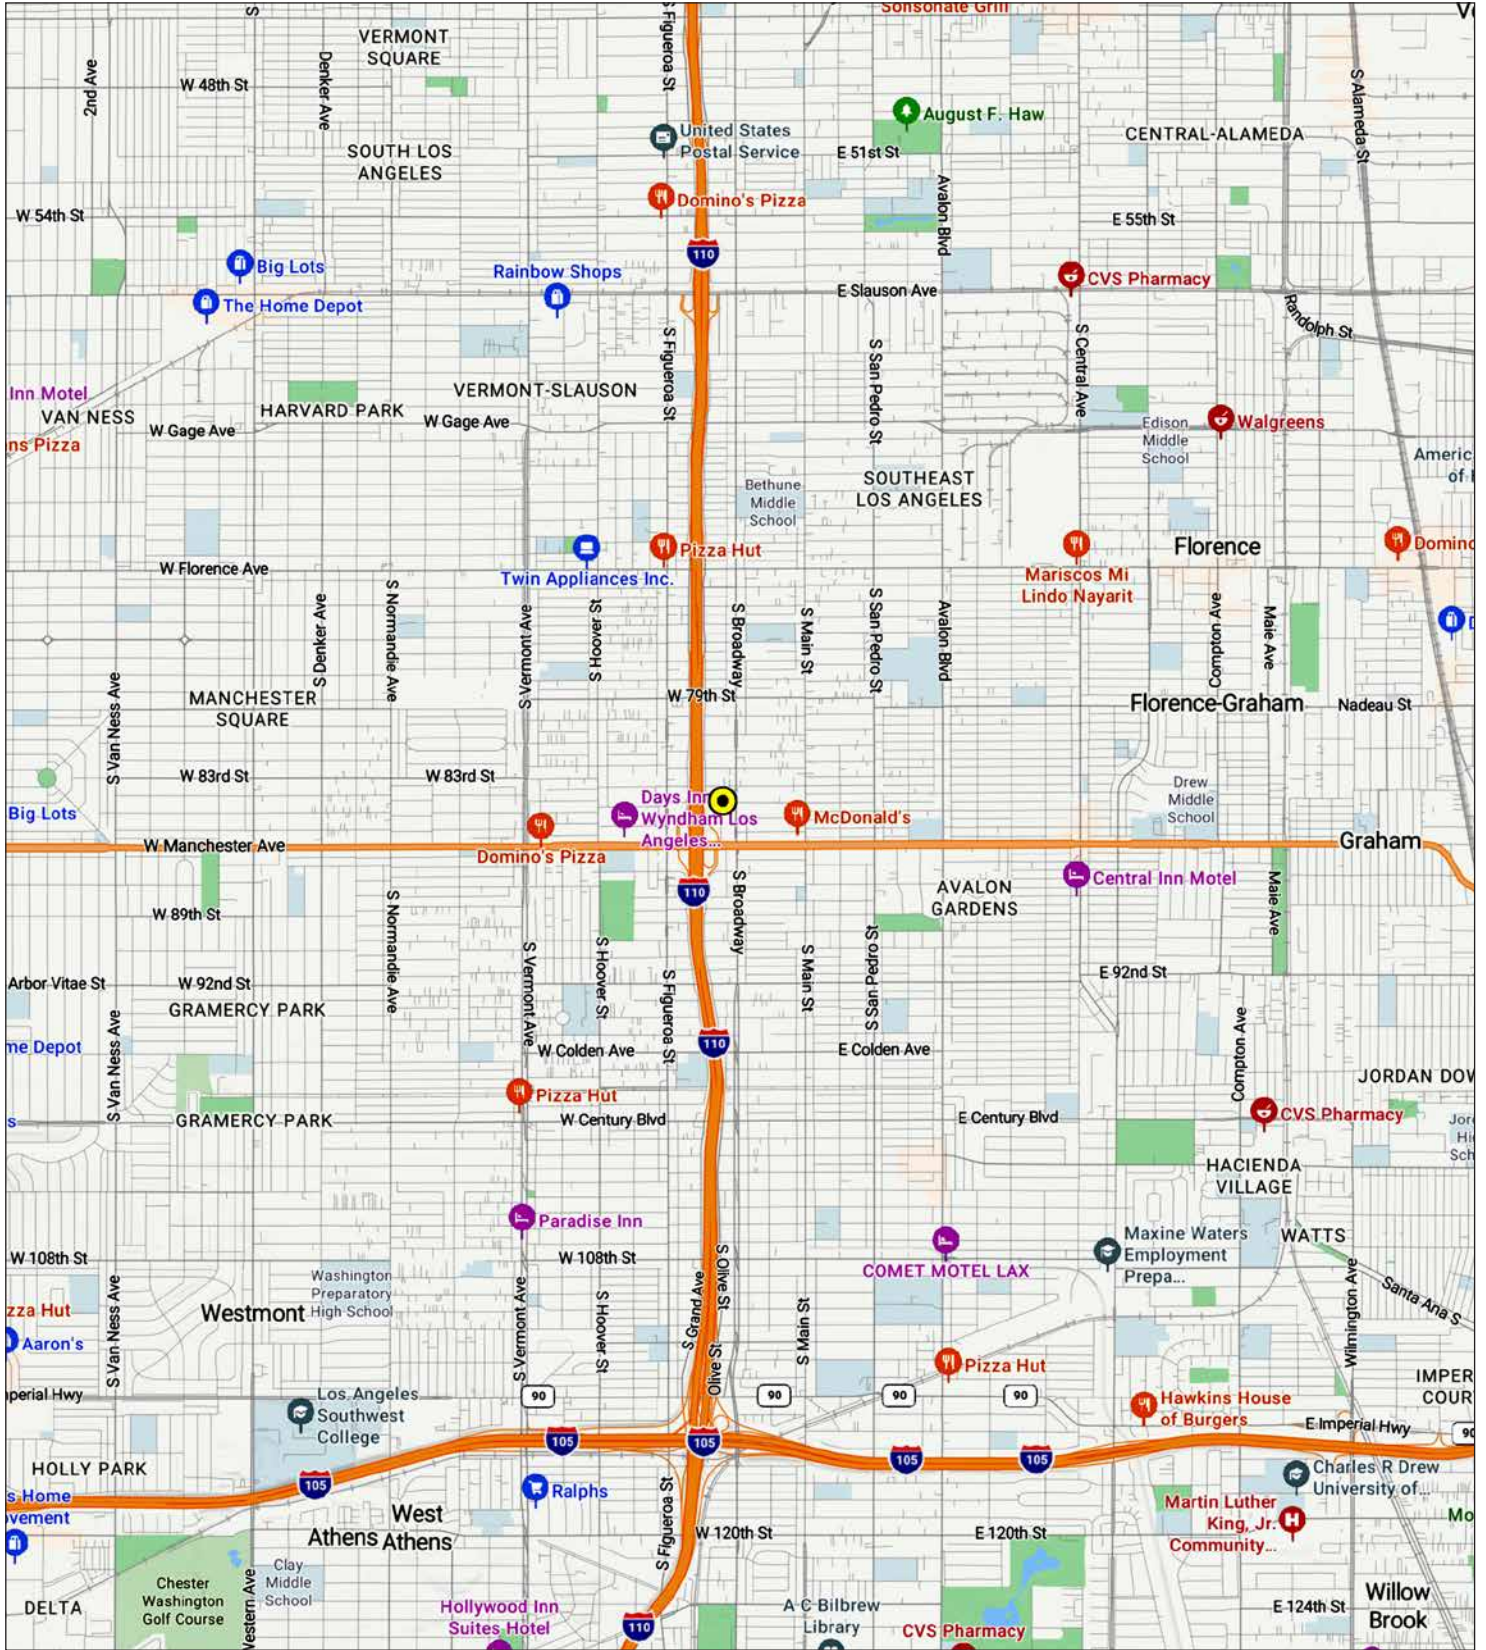 Sonsonate Grill
VERMONT
SQUARE
S Figueroa St
2nd Ave
W 48th St
Denker Ave
S Alameda St
August F. Haw
CENTRAL-ALAMEDA
United States
Postal Service
E 51st St
SOUTH LOS
ANGELES
Domino's Pizza
Avalon Blvd
W 54th St
E 55th St
110
Big Lots
Rainbow Shops
CVS Pharmacy
The Home Depot
E Slauson Ave
Randolph St
S Figueroa St
S San Pedro St
S Central Ave
Inn Motel
VERMONT-SLAUSON
VAN NESS
HARVARD PARK
W Gage Ave
W Gage Ave
Edison
Middle
School
Walgreens
ns Pizza
Americ
of
SOUTHEAST
LOS ANGELES
Bethune
Middle
School
Pizza Hut
Mariscos Mi
Lindo Nayarit
Florence
Domino
W Florence Ave
Twin Appliances Inc.
S Denker Ave
S Normandie Ave
S Vermont Ave
S Hoover St
S Broadway
S Main St
S San Pedro St
Avalon Blvd
Compton Ave
Maie Ave
MANCHESTER
SQUARE
S Van Ness Ave
W 79th St
Florence-Graham
Nadeau St
W 83rd St
W 83rd St
Drew
Middle
School
Days Inn
Wyndham Los
Angeles...
McDonald's
Big Lots
W Manchester Ave
Domino's Pizza
Graham
110
S Broadway
AVALON
GARDENS
Central Inn Motel
Maie Ave
W 89th St
S Normandie Ave
S Vermont Ave
S Hoover St
S Figueroa St
S Main St
S San Pedro St
E 92nd St
Arbor Vitae St
W 92nd St
GRAMERCY PARK
S Van Ness Ave
Compton Ave
me Depot
W Colden Ave
110
E Colden Ave
JORDAN DOW
Pizza Hut
GRAMERCY PARK
W Century Blvd
E Century Blvd
CVS Pharmacy
s
Jor
Hi
Sch
HACIENDA
VILLAGE
Paradise Inn
Maxine Waters
Employment
Prepa...
WATTS
W 108th St
W 108th St
COMET MOTEL LAX
S Olive St
S Grand Ave
Washington
Preparatory
High School
Westmont
S Van Ness Ave
S Vermont Ave
S Hoover St
S Main St
Wilmington Ave
Santa Ana S
zza Hut
Aaron's
Olive St
Pizza Hut
IMPER
COUR
perial Hwy
Los Angeles
Southwest
College
90
90
90
90
Hawkins House
of Burgers
E Imperial Hwy
90
105
105
105
105
105
HOLLY PARK
Charles R Drew
University of...
s Home
vement
Ralphs
S Figueroa St
Martin Luther
King, Jr.
Community...
Mo
West
Athens Athens
W 120th St
E 120th St
Chester
Washington
Golf Course
Western Ave
Clay
Middle
School
DELTA
Hollywood Inn
Suites Hotel
110
A C Bilbrew
Library
CVS Pharmacy
E 124th St
Willow
Brook